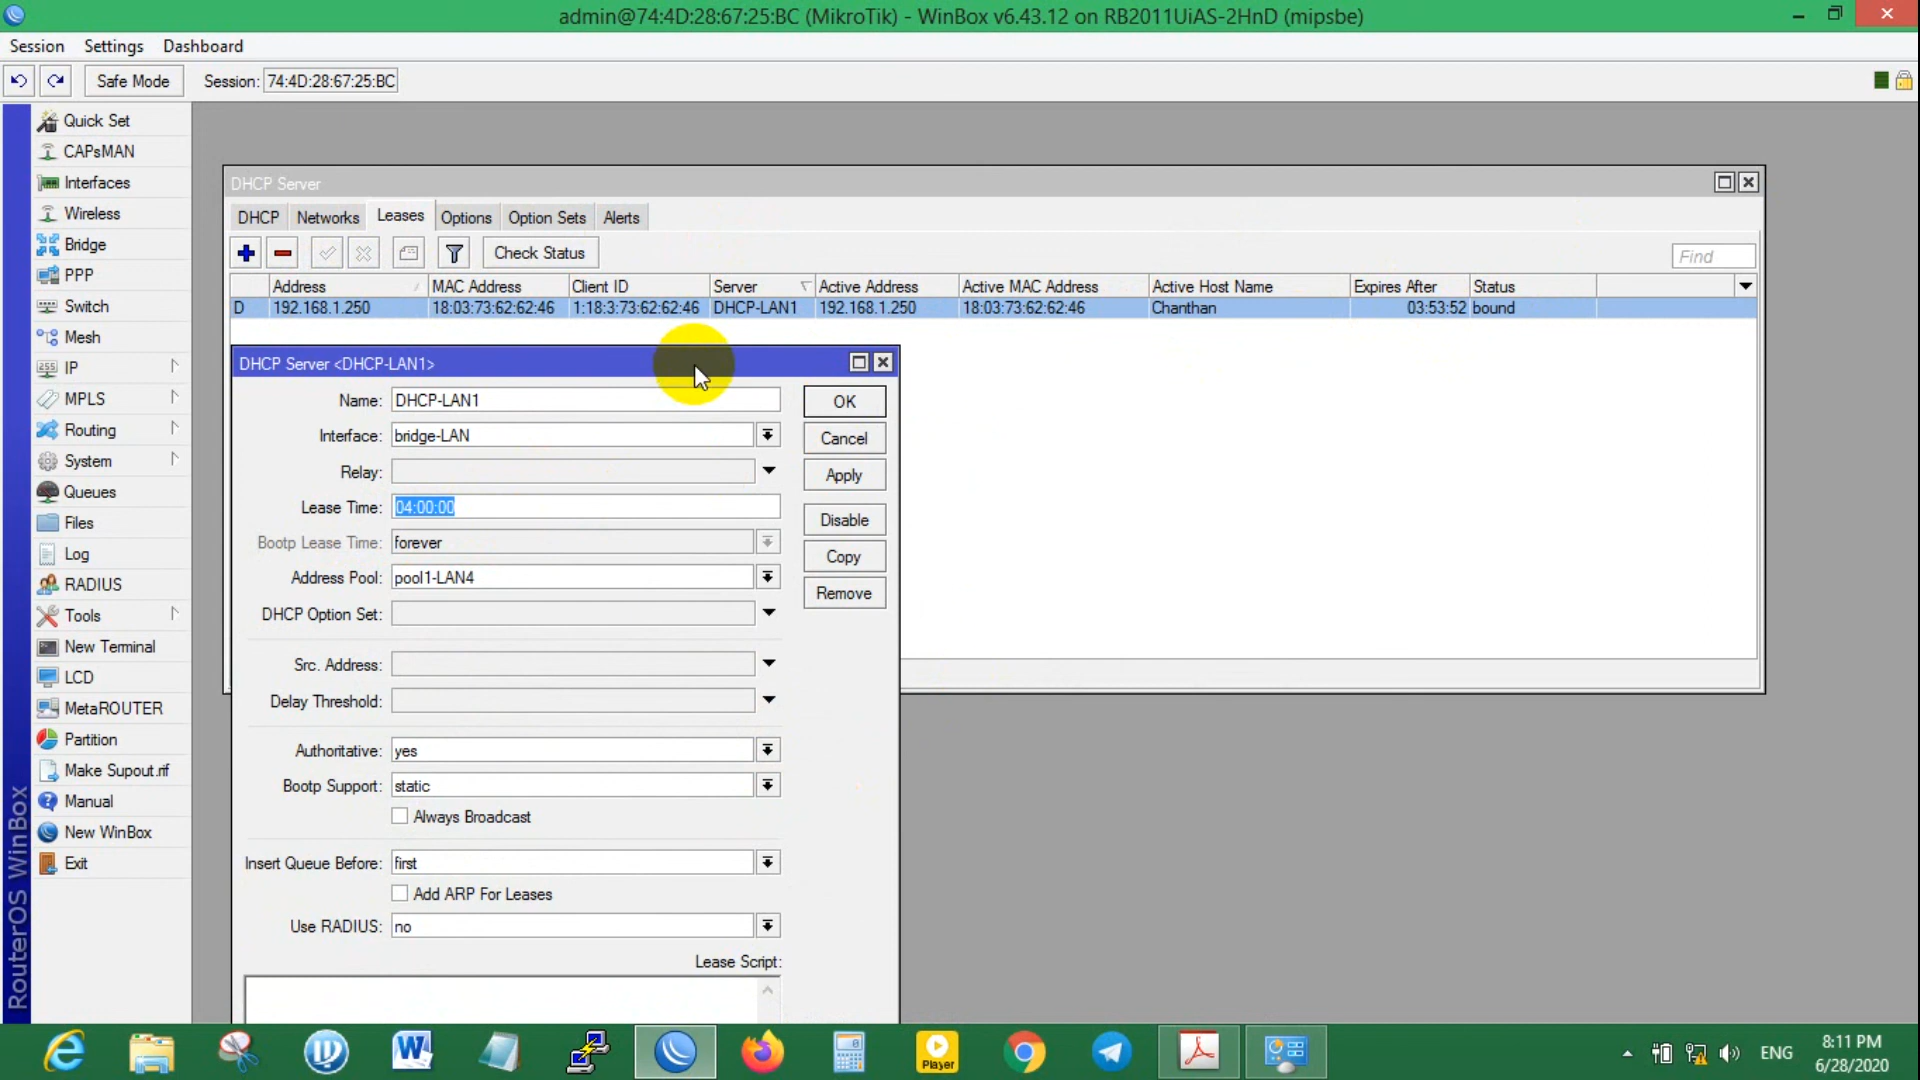 admin@74:4D:28:67:25:BC (MikroTik) - WinBox v6.43.12 on RB2011UiAS-2HnD (mipsbe)
Session Settings Dashboard
Safe Mode Session: 74:4D:28:67:25:BC
Quick Set
CAPsMAN
Interfaces
Wireless
Bridge
PPP
Switch
Mesh
IP
MPLS
Routing
System
Queues
Files
Log
RADIUS
Tools
New Terminal
LCD
MetaROUTER
Partition
Make Supout.rif
Manual
New WinBox
Exit
RouterOS WinBox
DHCP Server
DHCP Networks Leases Options Option Sets Alerts
Check Status Find
Address MAC Address Client ID Server Active Address Active MAC Address Active Host Name Expires After Status
D 192.168.1.250 18:03:73:62:62:46 1:18:3:73:62:62:46 DHCP-LAN1 192.168.1.250 18:03:73:62:62:46 Chanthan 03:53:52 bound
DHCP Server <DHCP-LAN1>
Name: DHCP-LAN1 OK
Interface: bridge-LAN Cancel
Relay: Apply
Lease Time: 04:00:00 Disable
Bootp Lease Time: forever Copy
Address Pool: pool1-LAN4 Remove
DHCP Option Set:
Src. Address:
Delay Threshold:
Authoritative: yes
Bootp Support: static
Always Broadcast
Insert Queue Before: first
Add ARP For Leases
Use RADIUS: no
Lease Script:
Player
ENG
8:11 PM
6/28/2020